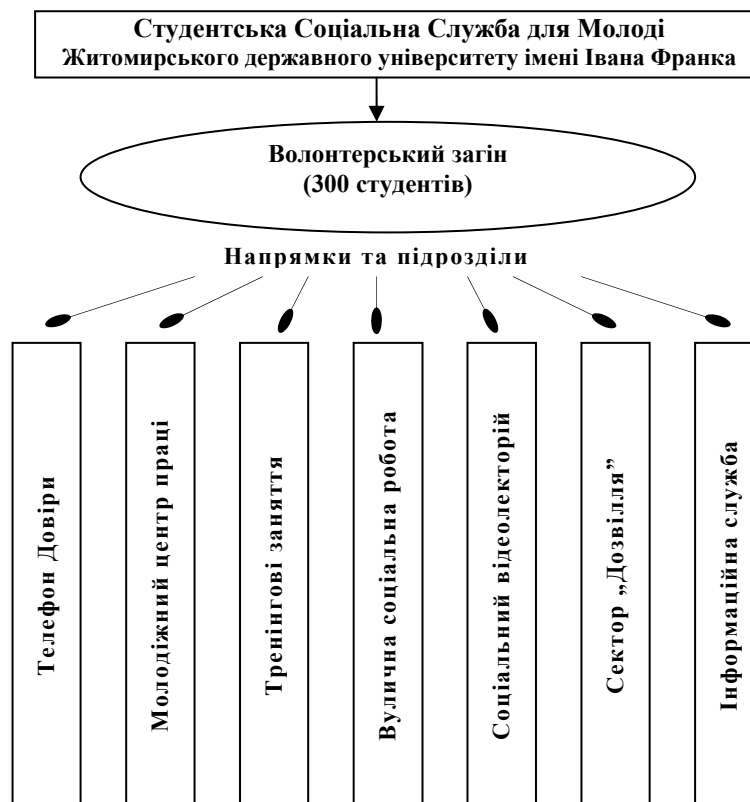 Студентська Соціальна Служба для Молоді
Житомирського державного університету імені Івана Франка
Волонтерський загін
(300 студентів)
Напрямки та підрозділи
Телефон Довіри
Молодіжний центр праці
Тренінгові заняття
Вулична соціальна робота
Соціальний відеолекторій
Сектор „Дозвілля”
Інформаційна служба